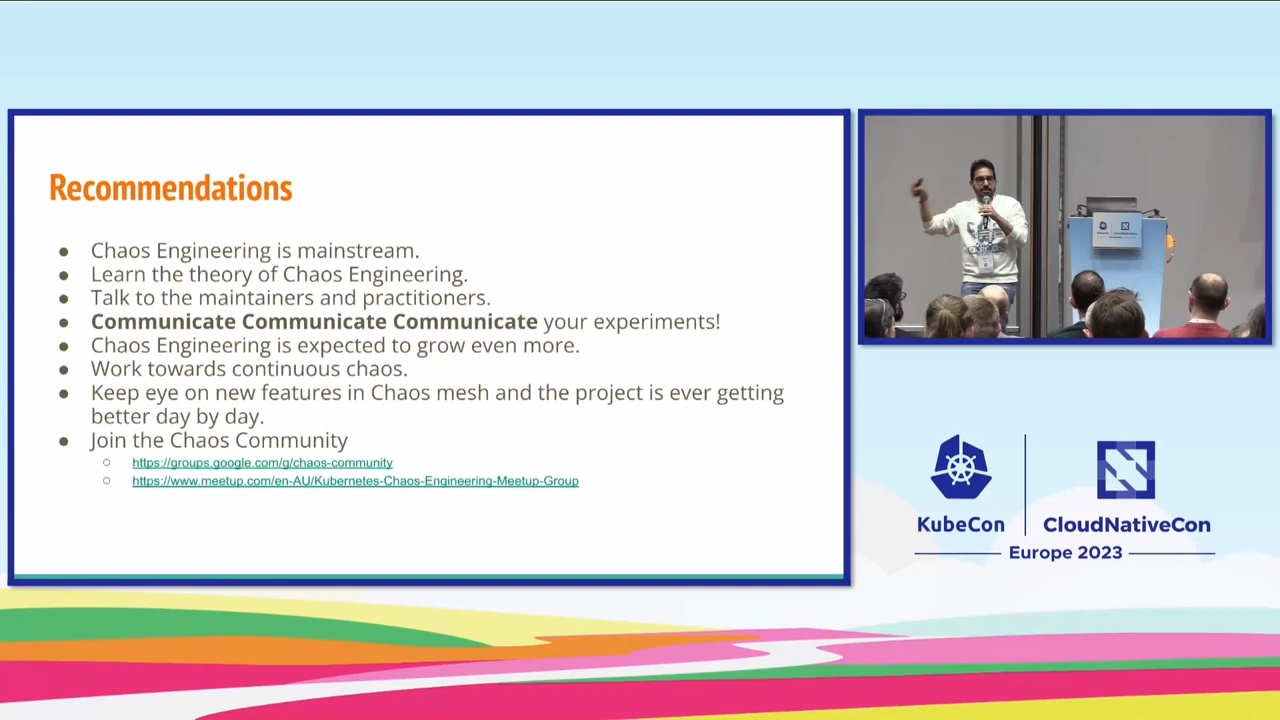 Recommendations
● Chaos Engineering is mainstream.
● Learn the theory of Chaos Engineering.
● Talk to the maintainers and practitioners.
● Communicate Communicate Communicate your experiments!
● Chaos Engineering is expected to grow even more.
● Work towards continuous chaos.
● Keep eye on new features in Chaos mesh and the project is ever getting
better day by day.
● Join the Chaos Community
○ https://groups.google.com/g/chaos-community
○ https://www.meetup.com/en-AU/Kubernetes-Chaos-Engineering-Meetup-Group
KubeCon
CloudNativeCon
Europe 2023